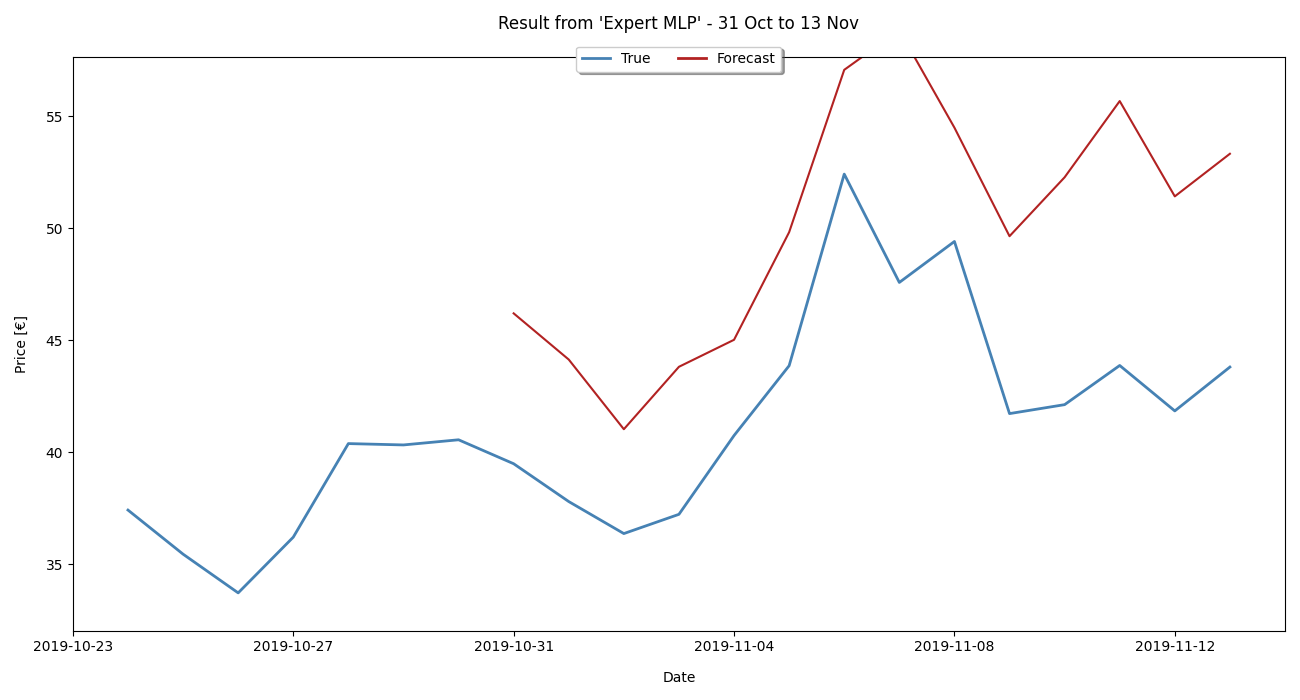 Result from 'Expert MLP' - 31 Oct to 13 Nov
True Forecast
55
50
45
40
35
Price [€]
2019-10-23 2019-10-27 2019-10-31 2019-11-04 2019-11-08 2019-11-12
Date